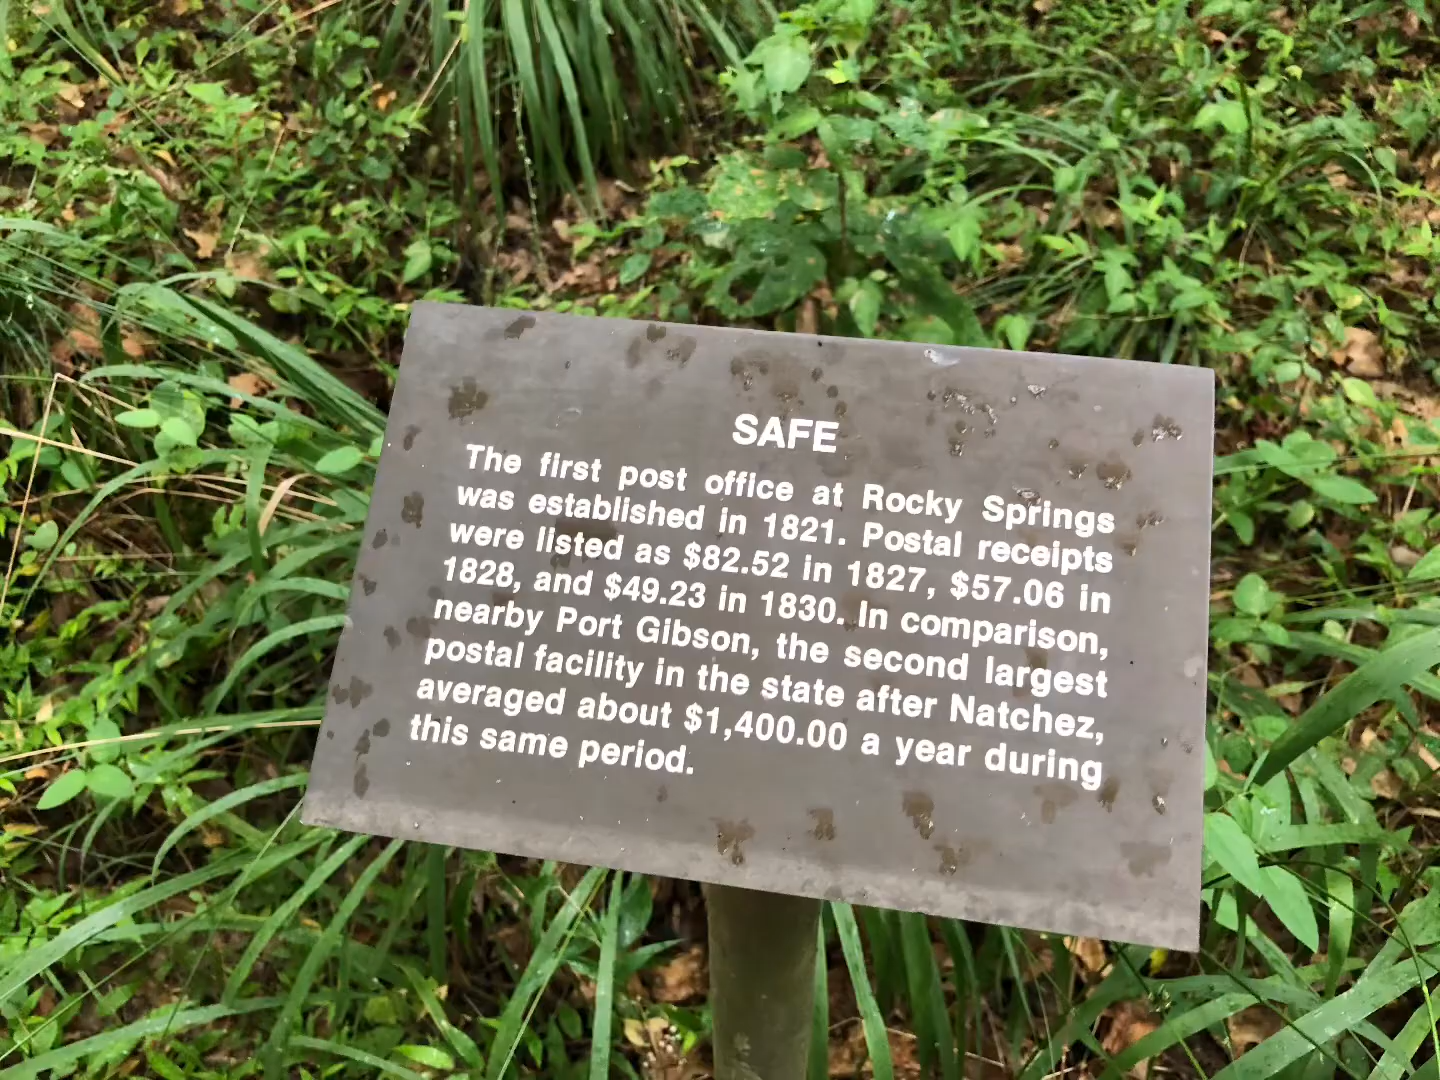 SAFE
The first post office at Rocky Springs
was established in 1821. Postal receipts
were listed as $82.52 in 1827, $57.06 in
1828, and $49.23 in 1830. In comparison,
nearby Port Gibson, the second largest
postal facility in the state after Natchez,
averaged about $1,400.00 a year during
this same period.